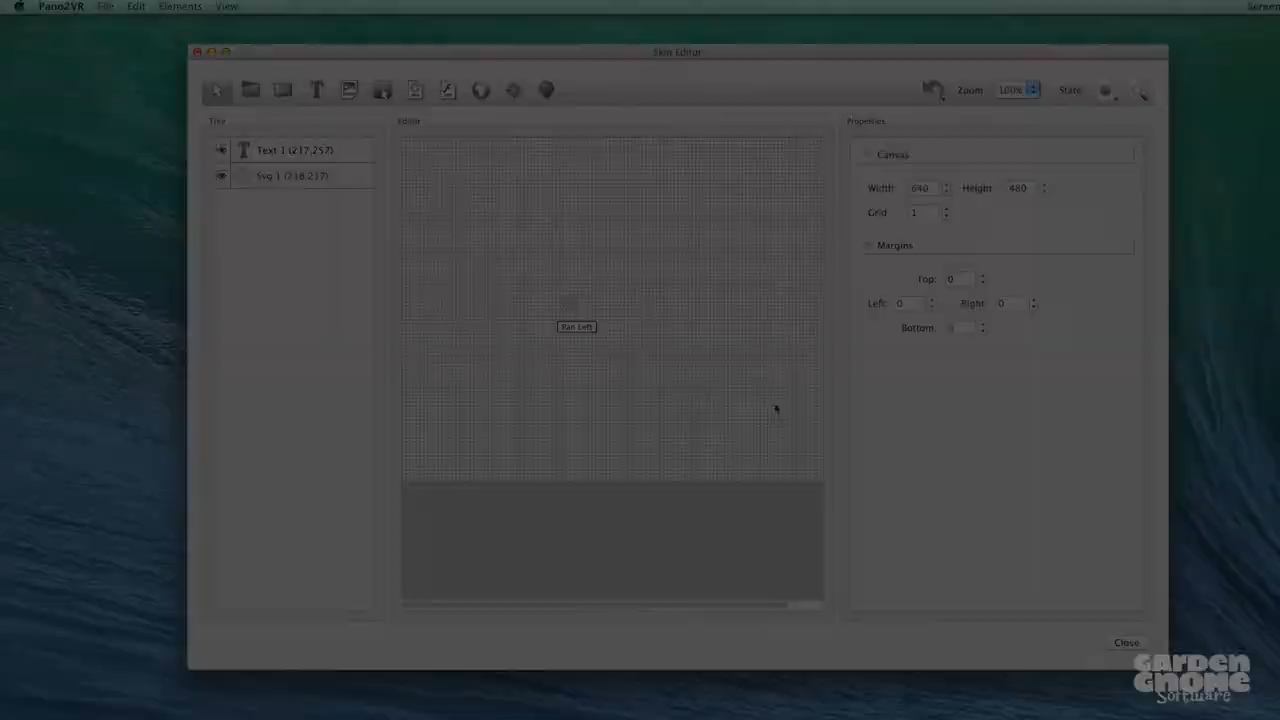 Pano2VR File Edit Elements View Screen
Skin Editor
Zoom 100% State
Tree
Editor
Properties
Text 1 (217,257)
Svg 1 (218,217)
Canvas
Width: 640 Height 480
Grid 1
Margins
Top: 0
Left: 0 Right: 0
Bottom:
Pan Left
Close
GARDEN
GNOME
Software